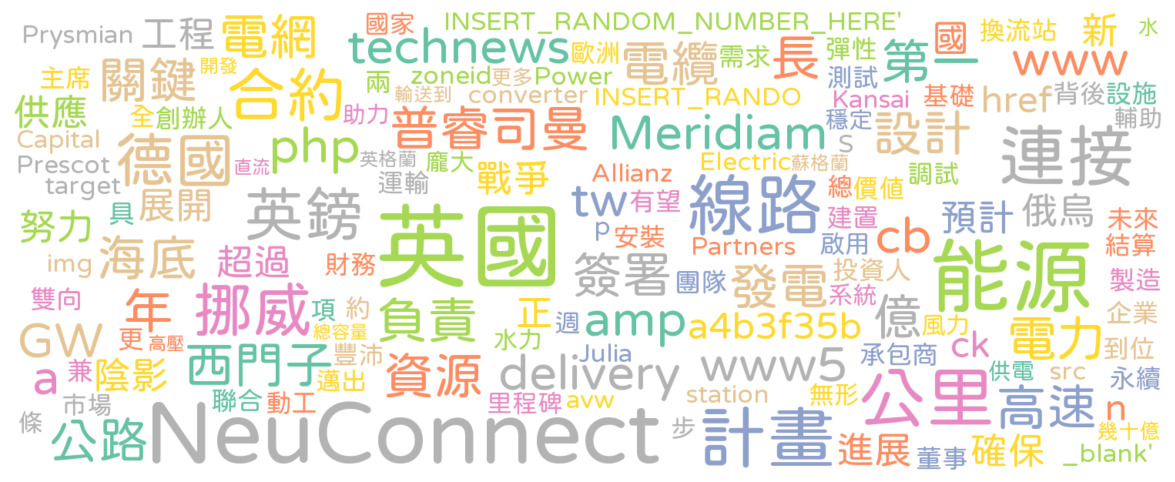 Prysmian 工程 電網 國家 INSERT_RANDOM_NUMBER_HERE' 國 換流站 新 水
主席 關鍵 開發 合約 兩 technews 歐洲 電纜 需求 長 彈性 第一 www
zoneid 更多 Power
供應 全 創辦人 助力 輸送到 converter INSERT_RANDO 測試 Kansai 基礎 href 背後 設施
Capital 德國 php 普睿司曼 Meridiam 穩定 S 設計 連接 輔助
Prescot 直流 英格蘭 龐大 Electric 蘇格蘭
target 運輸 戰爭 Allianz 線路 總 價值 調試
努力 具 展開 英鎊 英國 tw 有望 建置 預計 俄烏 未來
p 安裝 Partners 啟用 cb 結算
img 海底 超過 財務 簽署 團隊 發電 投資人 能源 製造
雙向 年 挪威 項 約 負責 正 週 amp a4b3f35b 系統 億 風力 電力 企業
GW 更 高壓 總容量 水力
a 兼 陰影 西門子 豐沛 資源 Julia delivery www5 承包商 ck 供電 src 到位
邁出 永續
條 市場 聯合 動工 里程碑 avw station 無形 公里 高速 n
公路 NeuConnect 步 計畫 進展 董事 確保 幾十億
_blank'